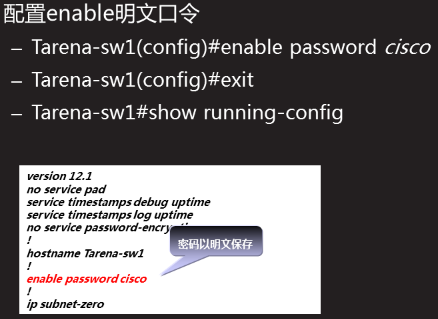 配置enable明文口令
– Tarena-sw1(config)#enable password cisco
– Tarena-sw1(config)#exit
– Tarena-sw1#show running-config
version 12.1
no service pad
service timestamps debug uptime
service timestamps log uptime
no service
!
hostname Tarena-sw1
!
enable password cisco
!
ip subnet-zero
密码以明文保存